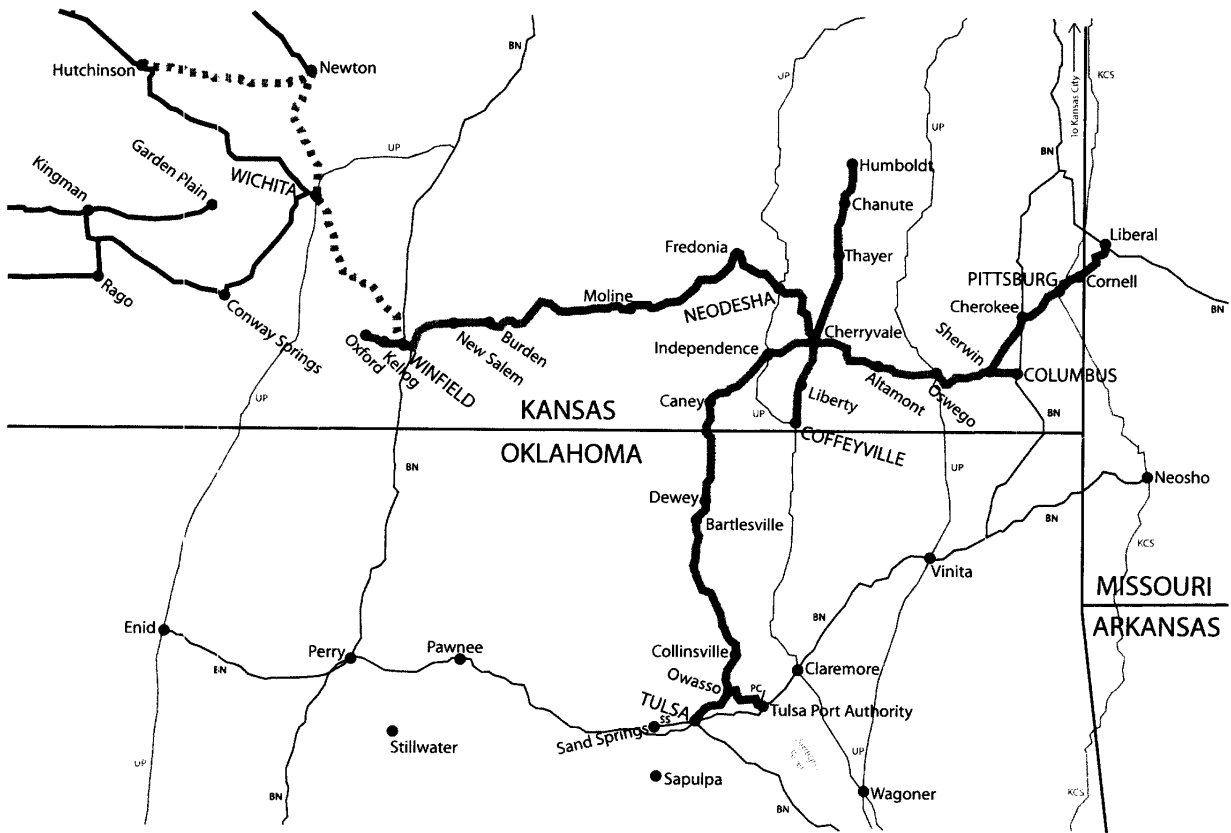 BN
Hutchinson
Newton
UP
KCS
To Kansas City
UP
BN
Garden Plain
UP
WICHITA
Kingman
Humboldt
Chanute
Thayer
Fredonia
Liberal
Cornell
PITTSBURG
BN
Rago
Conway Springs
Moline
NEODESHA
Cherokee
Burden
New Salem
WINFIELD
Kellog
Oxford
Cherryvale
Independence
Sherwin
COLUMBUS
Altamont
Oswego
Liberty
Caney
UP
UP
BN
KANSAS
COFFEYVILLE
OKLAHOMA
BN
UP
Neosho
Dewey
Bartlesville
BN
KCS
Vinita
MISSOURI
ARKANSAS
BN
Enid
Perry
Pawnee
BN
Collinsville
Claremore
Owasso
PC
TULSA
Tulsa Port Authority
SS
Sand Springs
Stillwater
UP
UP
Sapulpa
Wagoner
BN
BN
KCS